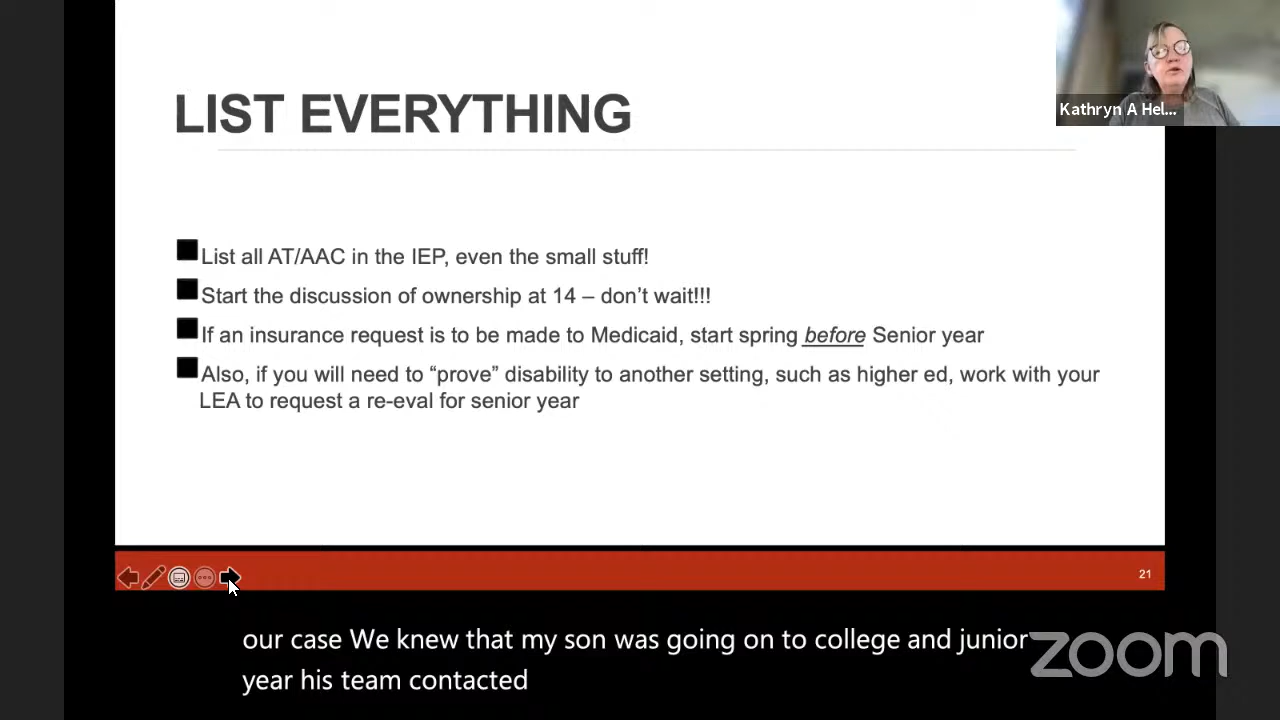 LIST EVERYTHING
Kathryn A Hel...
List all AT/AAC in the IEP, even the small stuff!
Start the discussion of ownership at 14 – don’t wait!!!
If an insurance request is to be made to Medicaid, start spring before Senior year
Also, if you will need to “prove” disability to another setting, such as higher ed, work with your
LEA to request a re-eval for senior year
21
our case We knew that my son was going on to college and junior
year his team contacted
zoom